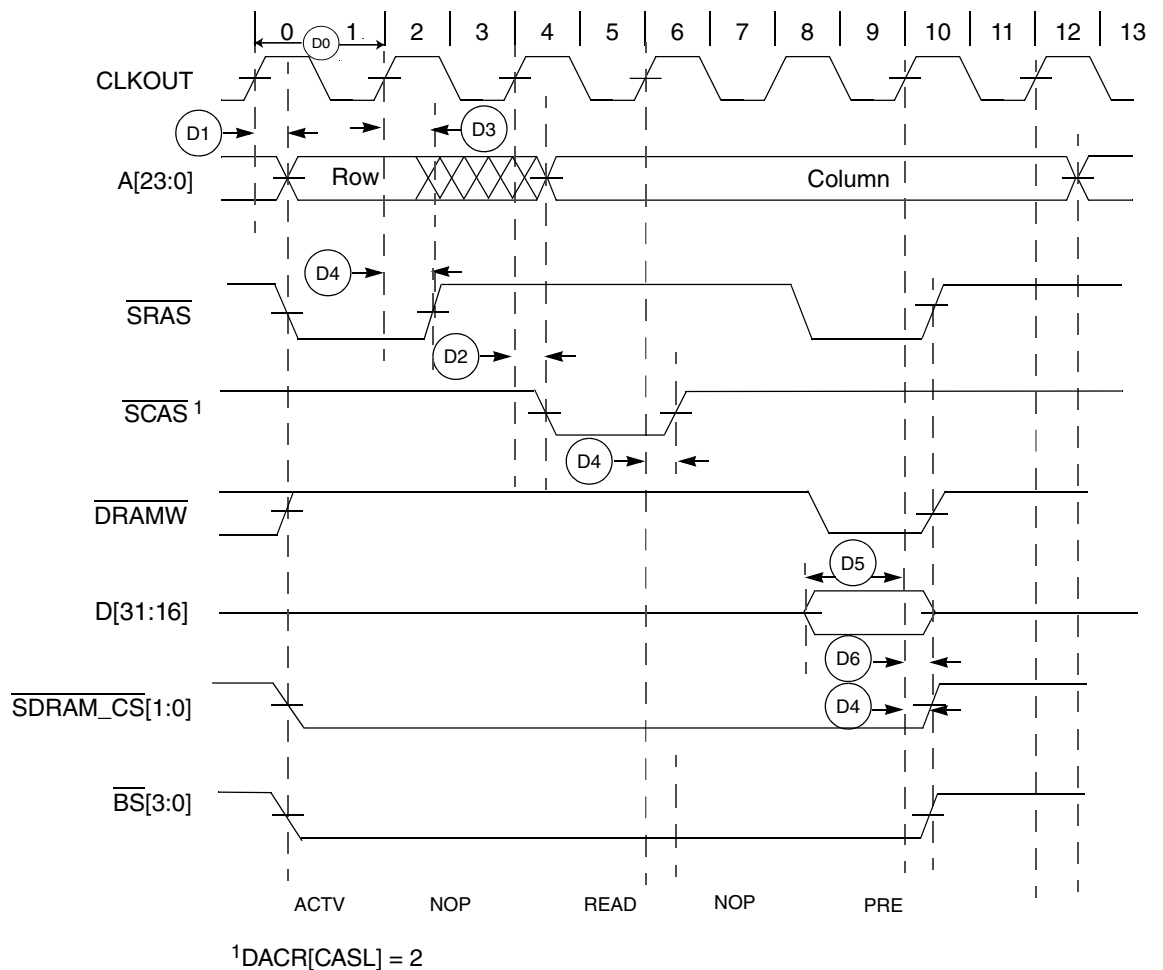 0 1 2 3 4 5 6 7 8 9 10 11 12 13
D0
CLKOUT
D1
D3
A[23:0]
Row
Column
D4
SRAS
D2
SCAS 1
D4
DRAMW
D5
D[31:16]
D6
SDRAM_CS[1:0]
D4
BS[3:0]
ACTV NOP READ NOP PRE
1DACR[CASL] = 2